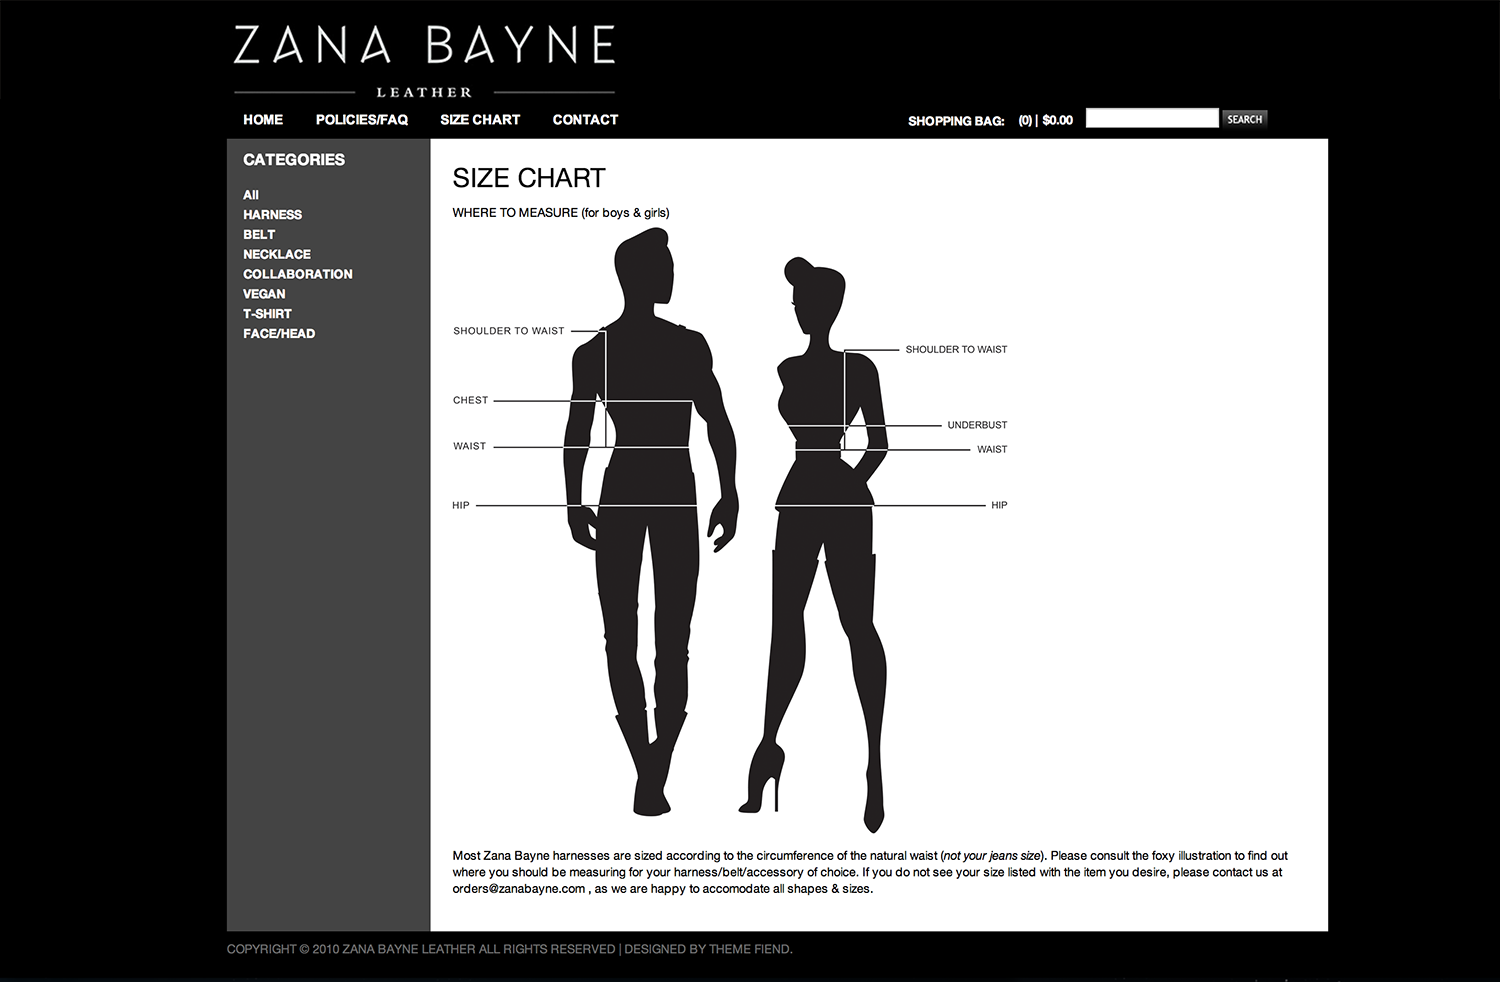 ZANA BAYNE
LEATHER
HOME POLICIES/FAQ SIZE CHART CONTACT
SHOPPING BAG: (0) | $0.00 SEARCH
CATEGORIES
All
HARNESS
BELT
NECKLACE
COLLABORATION
VEGAN
T-SHIRT
FACE/HEAD
SIZE CHART
WHERE TO MEASURE (for boys & girls)
SHOULDER TO WAIST
CHEST
WAIST
HIP
SHOULDER TO WAIST
UNDERBUST
WAIST
HIP
Most Zana Bayne harnesses are sized according to the circumference of the natural waist (not your jeans size). Please consult the foxy illustration to find out
where you should be measuring for your harness/belt/accessory of choice. If you do not see your size listed with the item you desire, please contact us at
orders@zanabayne.com , as we are happy to accomodate all shapes & sizes.
COPYRIGHT © 2010 ZANA BAYNE LEATHER ALL RIGHTS RESERVED | DESIGNED BY THEME FIEND.